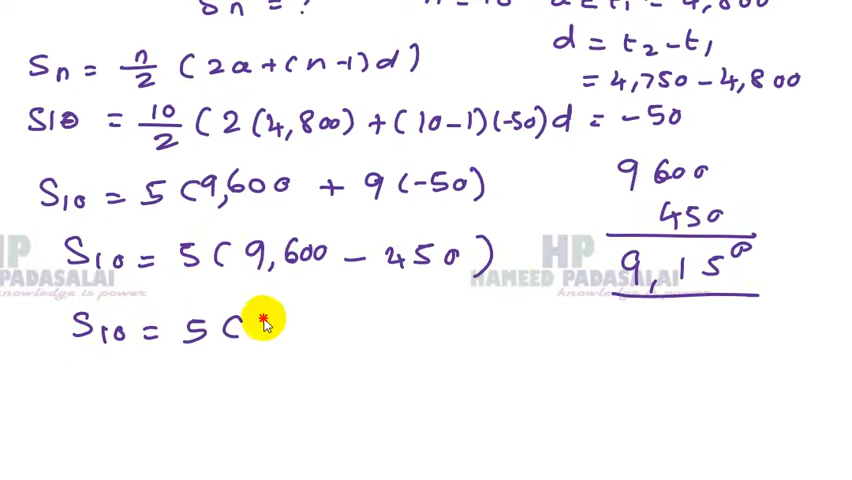 Sn = ?
d = t2 - t1
Sn = n/2 (2a + (n-1)d)
= 4,750 - 4,800
S10 = 10/2 (2(4,800) + (10-1)(-50)
d = -50
S10 = 5(9,600 + 9(-50)
9600
450
9,150
S10 = 5(9,600 - 450)
HP
PADASALAI
knowledge is power
HP
HAMEED PADASALAI
knowledge is power
S10 = 5(